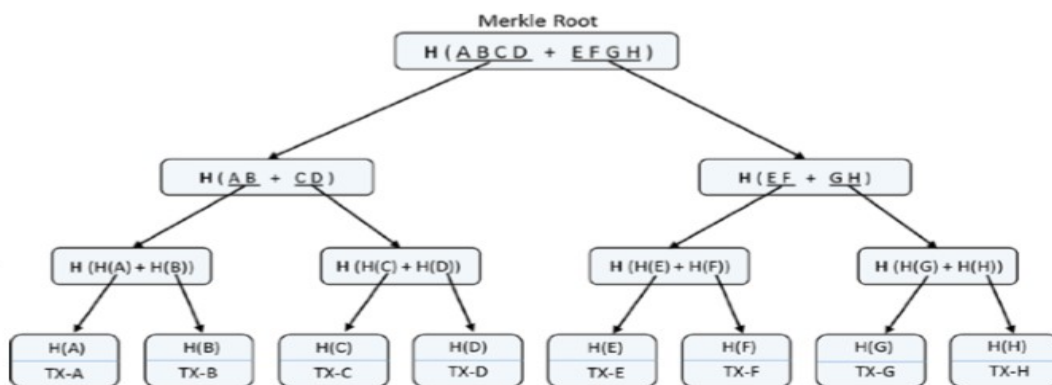 Merkle Root
H ( A B C D + E F G H )
H ( A B + C D )
H ( E F + G H )
H (H(A) + H(B))
H (H(C) + H(D))
H (H(E) + H(F))
H (H(G) + H(H))
H(A)
TX-A
H(B)
TX-B
H(C)
TX-C
H(D)
TX-D
H(E)
TX-E
H(F)
TX-F
H(G)
TX-G
H(H)
TX-H